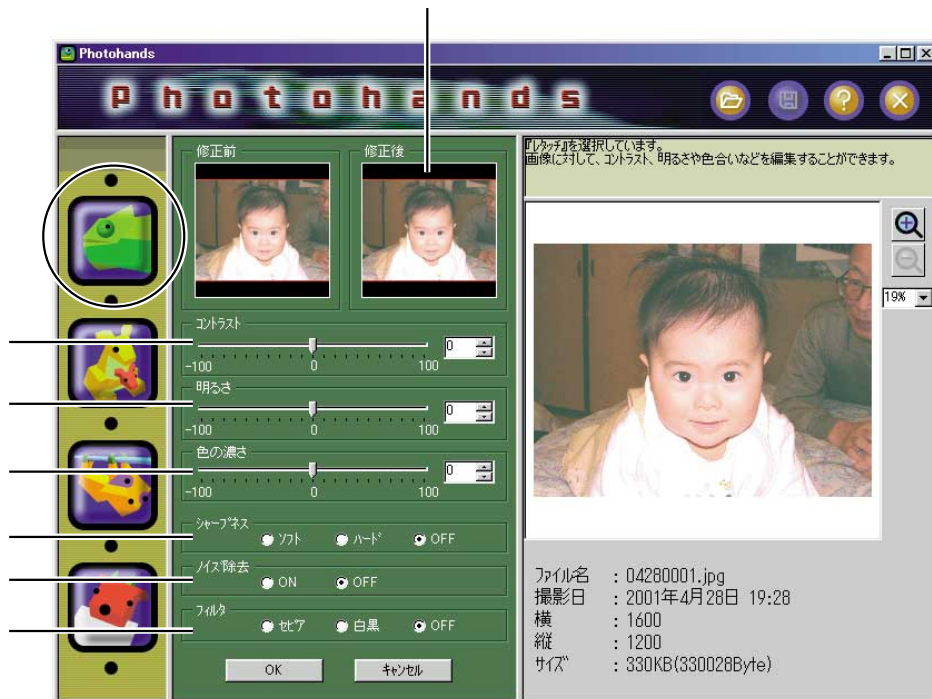 Photohands
Photohands
修正前
修正後
コントラスト
0
-100 0 100
明るさ
0
-100 0 100
色の濃さ
0
-100 0 100
シャープネス
ソフト ハード OFF
ノイズ除去
ON OFF
フィルタ
セピア 白黒 OFF
OK キャンセル
『レタッチ』を選択しています。
画像に対して、コントラスト、明るさや色合いなどを編集することができます。
19%
ファイル名 : 04280001.jpg
撮影日 : 2001年4月28日 19:28
横 : 1600
縦 : 1200
サイズ : 330KB(330028Byte)